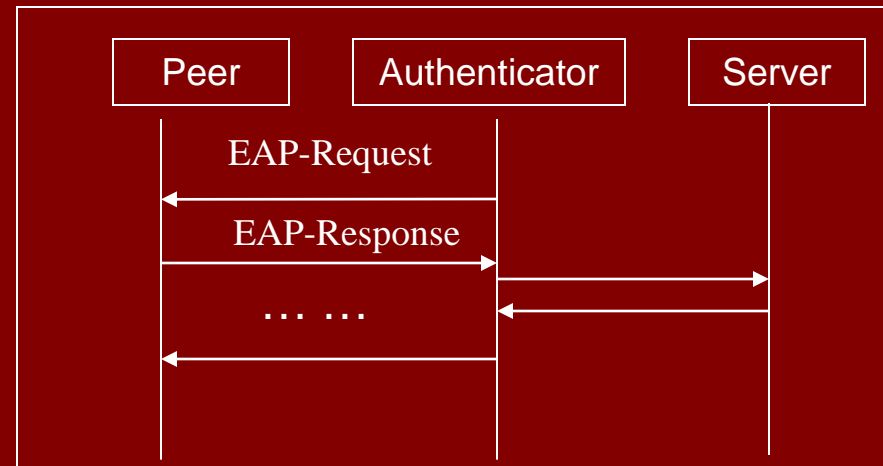 Peer Authenticator Server
EAP-Request
EAP-Response
... ...